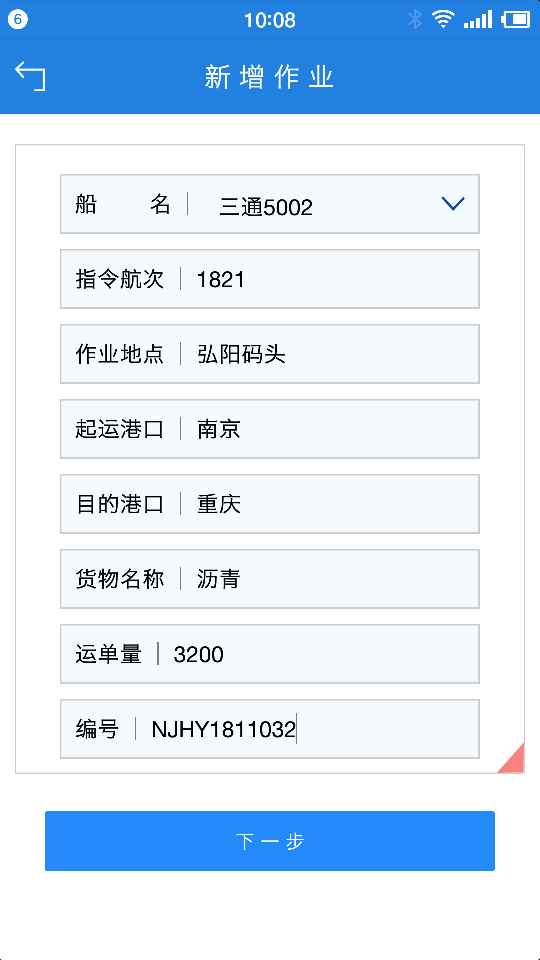 6 10:08
新增作业
船 名 三通5002
指令航次 1821
作业地点 弘阳码头
起运港口 南京
目的港口 重庆
货物名称 沥青
运单量 3200
编号 NJHY1811032
下一步